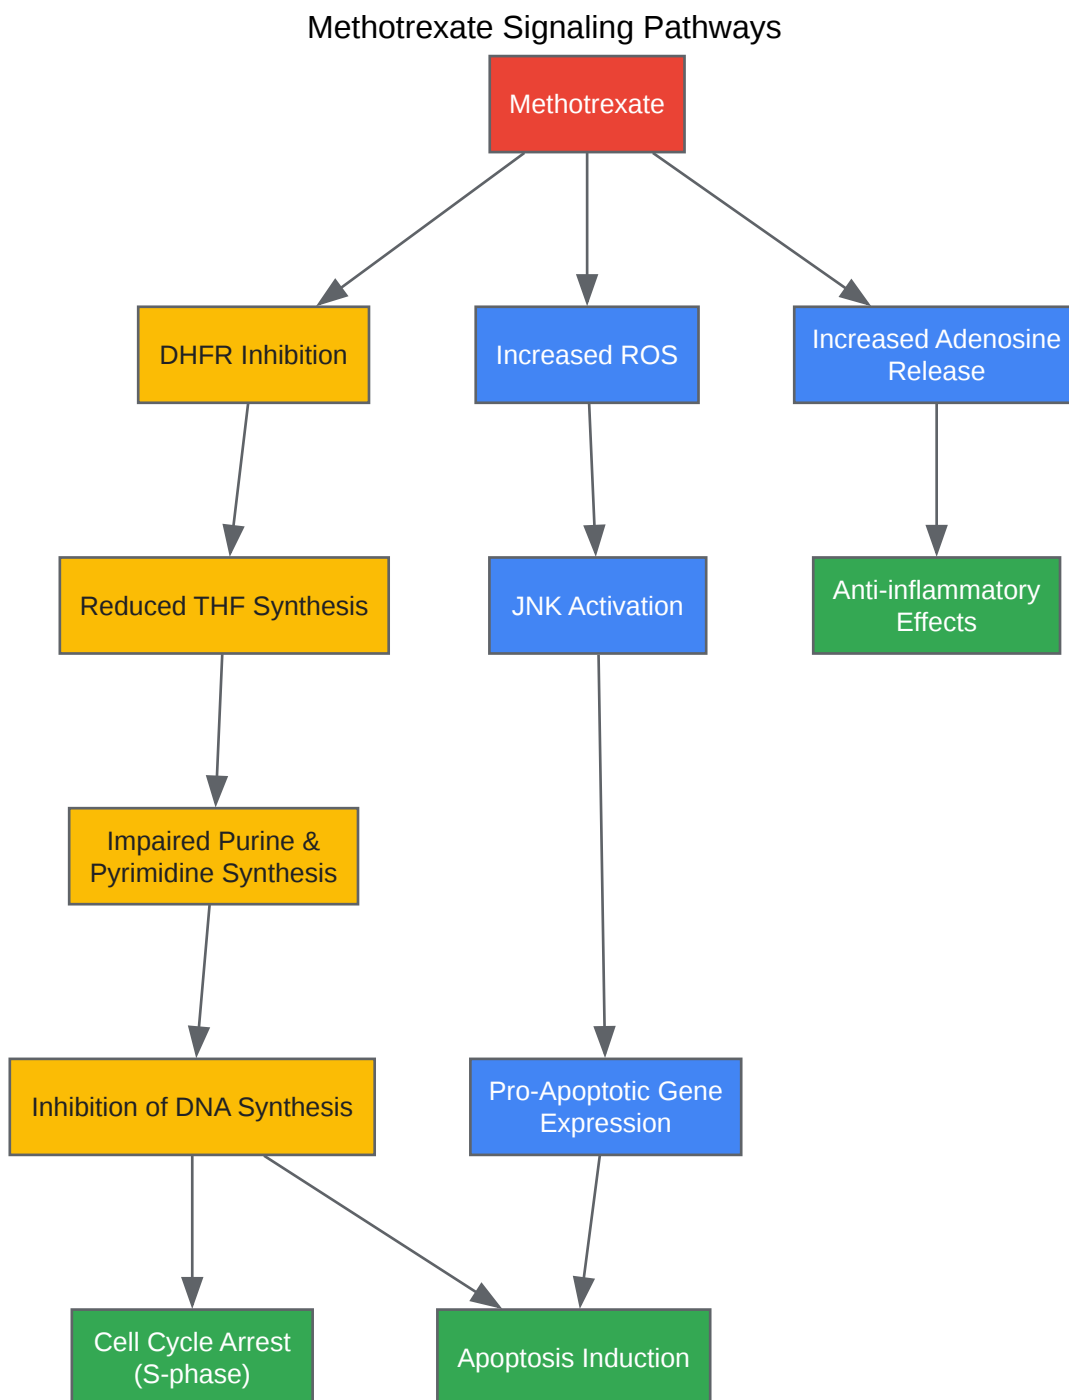 Methotrexate Signaling Pathways
Methotrexate
DHFR Inhibition
Increased ROS
Increased Adenosine
Release
Reduced THF Synthesis
JNK Activation
Anti-inflammatory
Effects
Impaired Purine &
Pyrimidine Synthesis
Inhibition of DNA Synthesis
Pro-Apoptotic Gene
Expression
Cell Cycle Arrest
(S-phase)
Apoptosis Induction